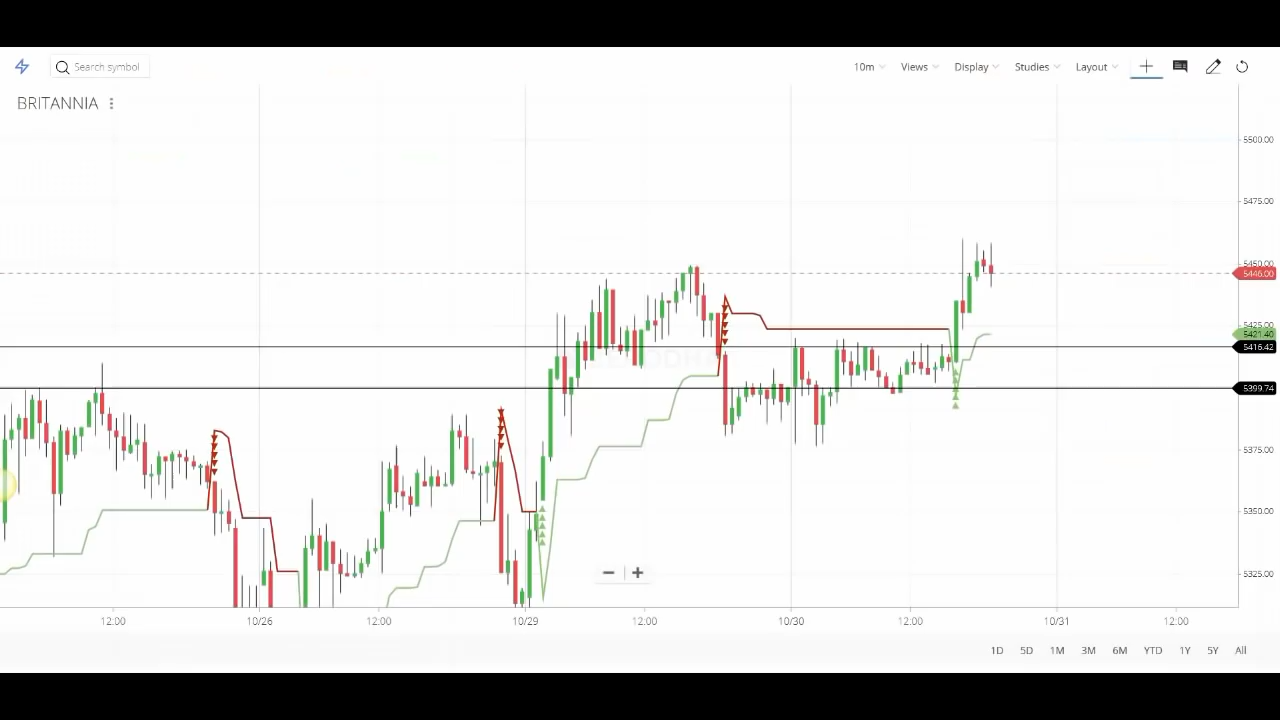 Search symbol 10m Views Display Studies Layout
BRITANNIA
5500.00
5475.00
5450.00
5446.00
5425.00
5421.40
5416.42
5399.74
5375.00
5350.00
5325.00
12:00 10/26 12:00 10/29 12:00 10/30 12:00 10/31 12:00
1D 5D 1M 3M 6M YTD 1Y 5Y All